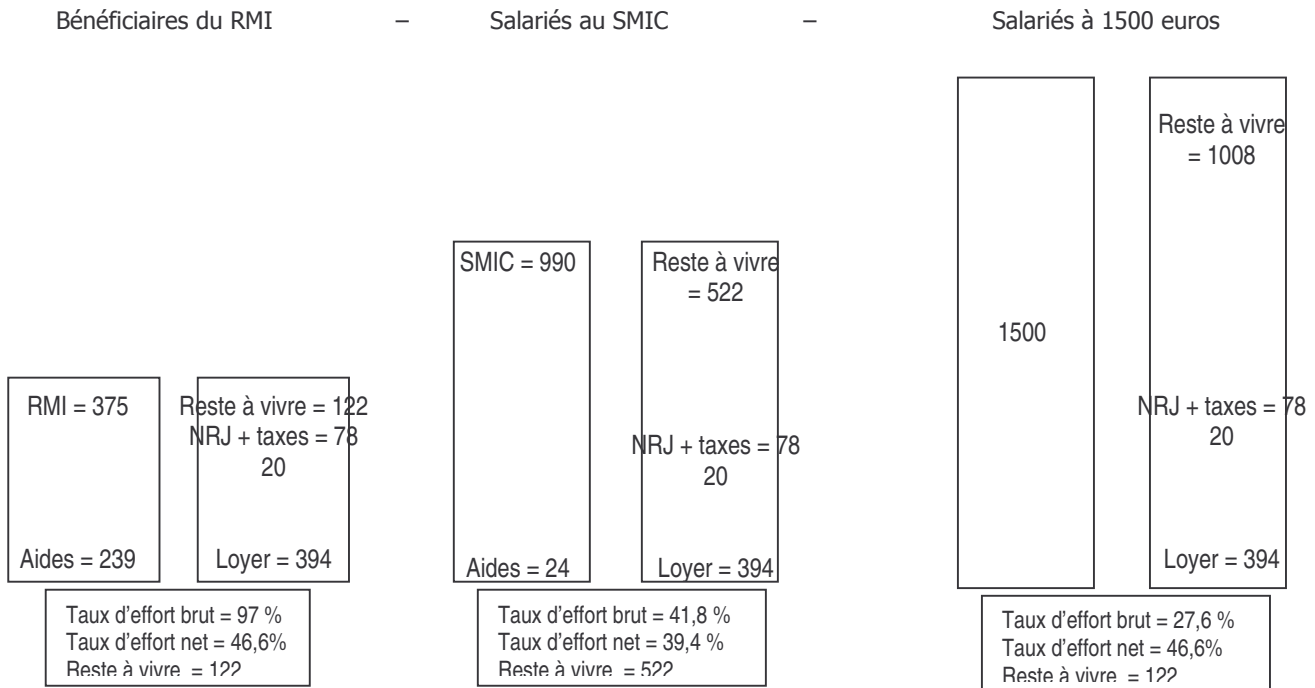 Bénéficiaires du RMI – Salariés au SMIC – Salariés à 1500 euros
RMI = 375
Aides = 239
Reste à vivre = 122
NRJ + taxes = 78
20
Loyer = 394
Taux d'effort brut = 97 %
Taux d'effort net = 46,6%
Reste à vivre = 122
SMIC = 990
Aides = 24
Reste à vivre
= 522
NRJ + taxes = 78
20
Loyer = 394
Taux d'effort brut = 41,8 %
Taux d'effort net = 39,4 %
Reste à vivre = 522
1500
Reste à vivre
= 1008
NRJ + taxes = 78
20
Loyer = 394
Taux d'effort brut = 27,6 %
Taux d'effort net = 46,6%
Reste à vivre = 122